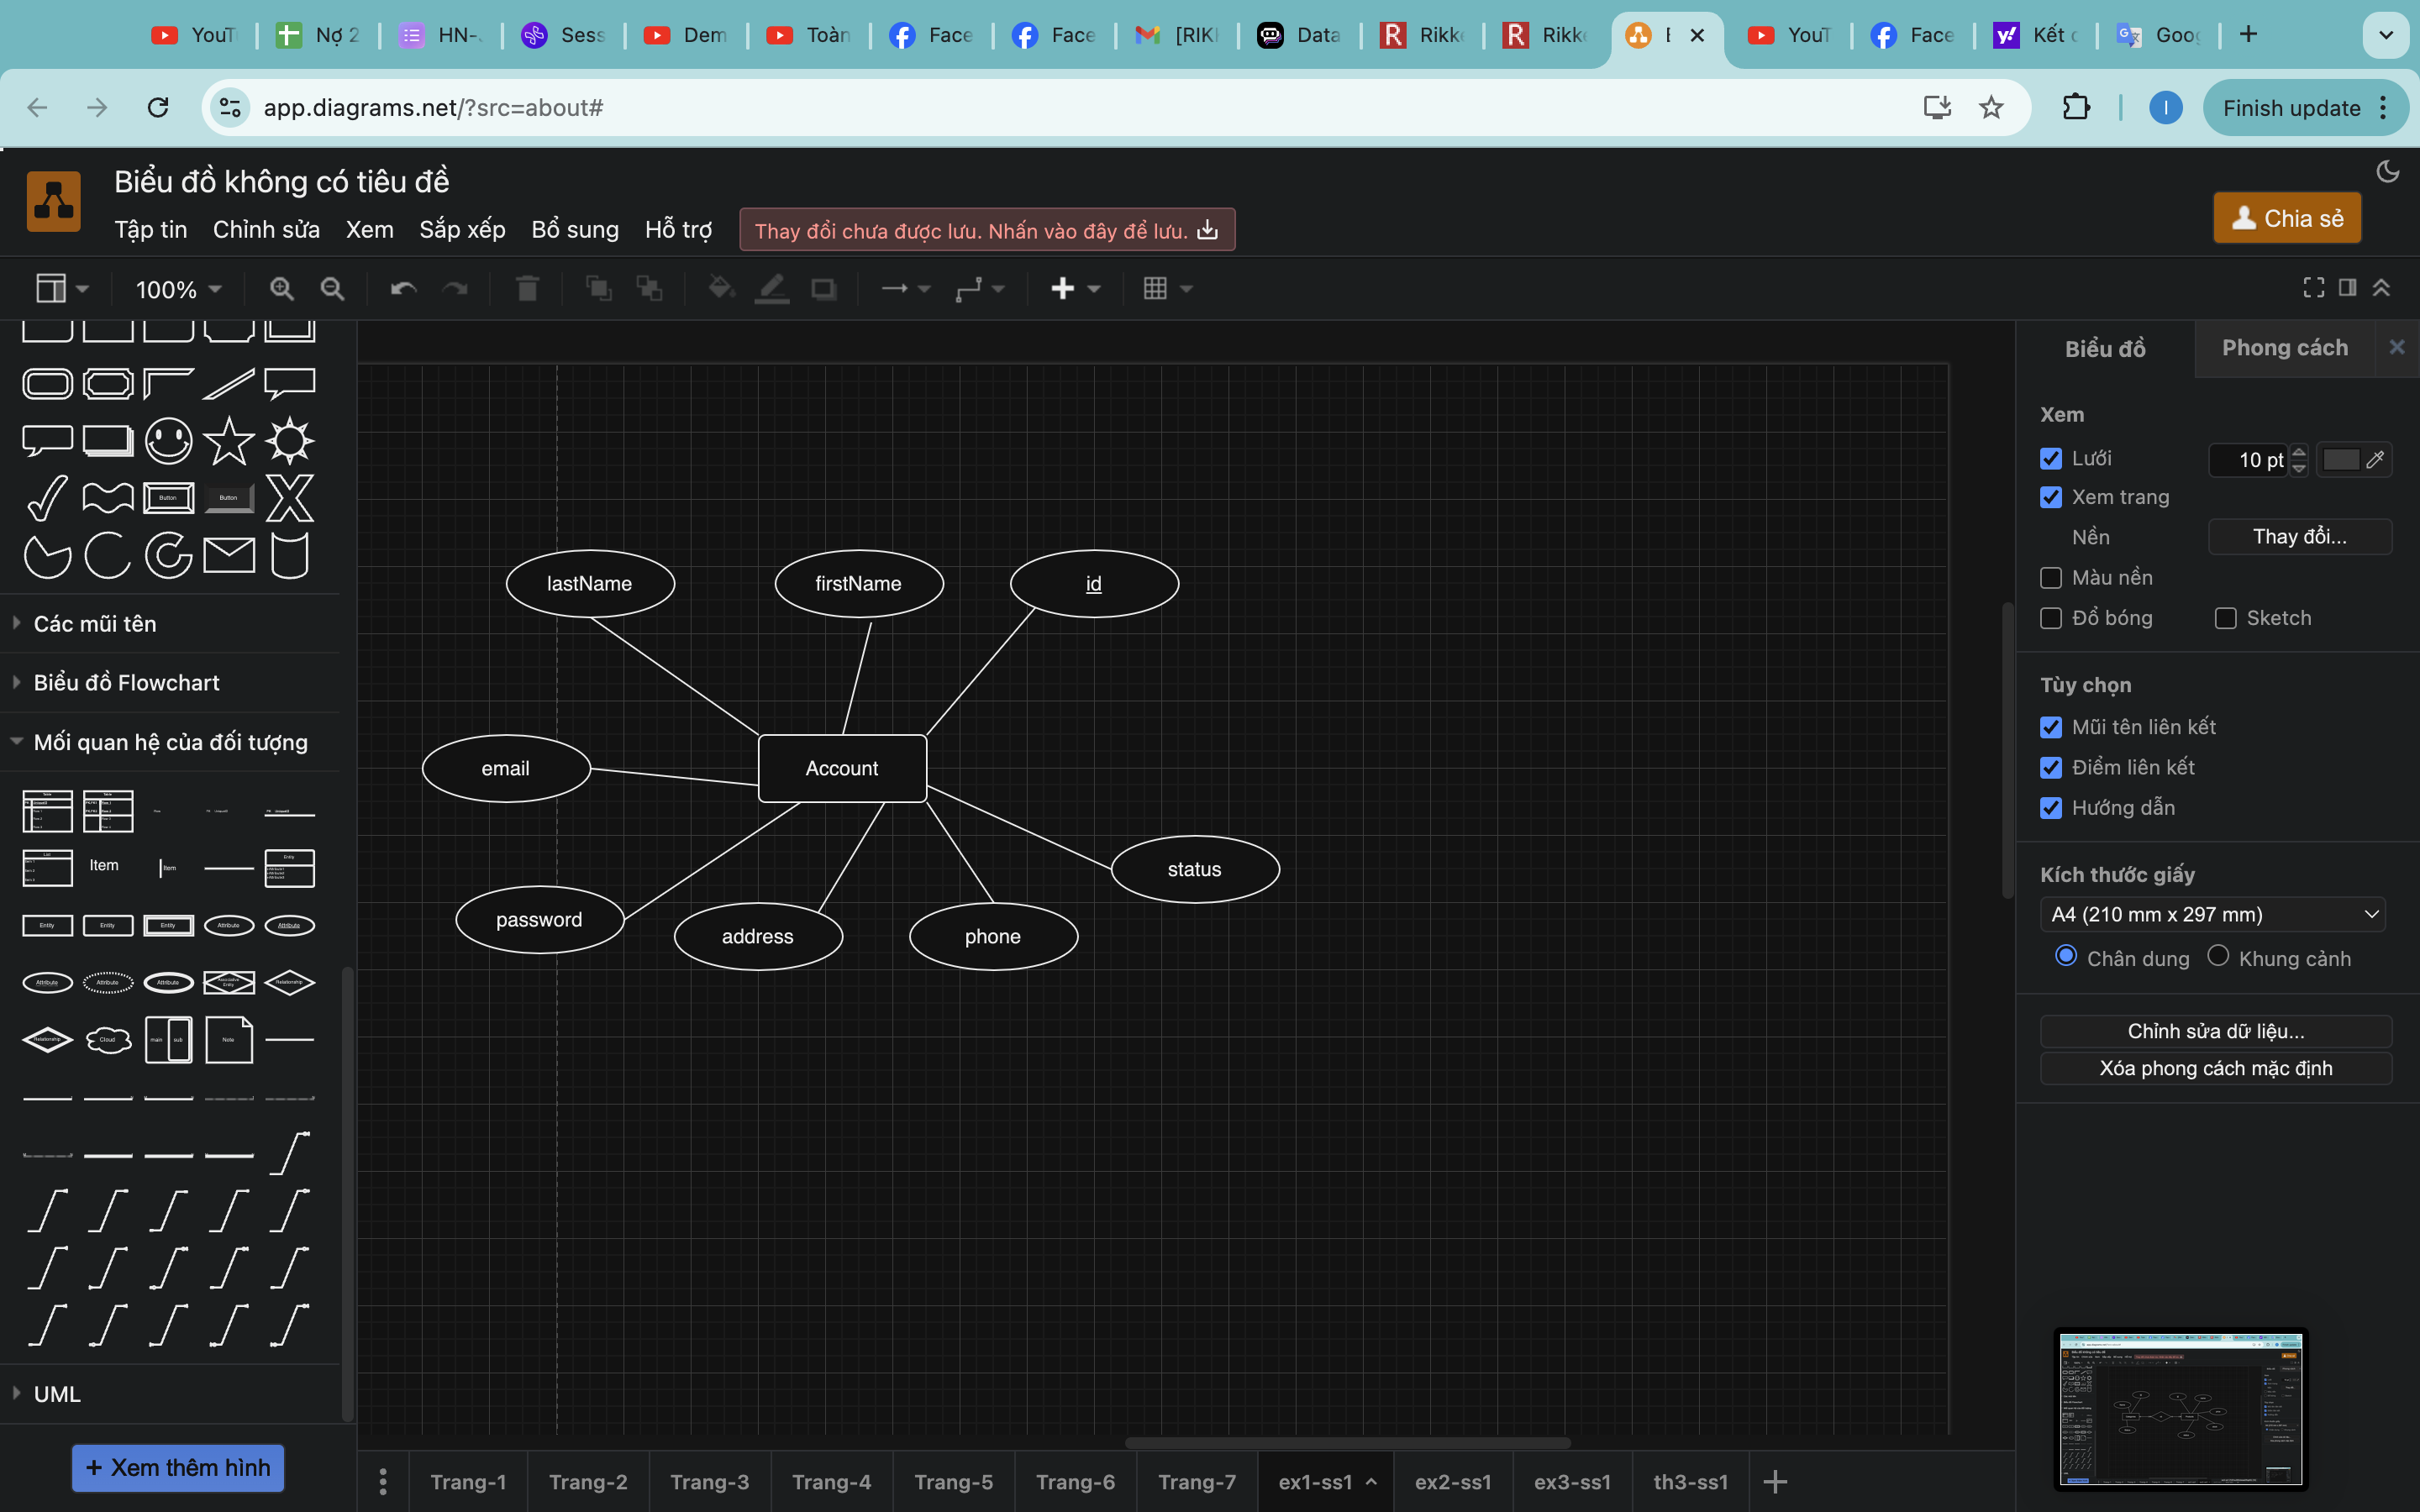 YouT
Nợ 2
HN-
Sess
Dem
Toàn
Face
Face
[RIK
Data
Rikke
Rikke
YouT
Face
Kết
Goog
app.diagrams.net/?src=about#
Finish update
Biểu đồ không có tiêu đề
Tập tin Chỉnh sửa Xem Sắp xếp Bổ sung Hỗ trợ
Thay đổi chưa được lưu. Nhấn vào đây để lưu.
Chia sẻ
100%
Button
Button
Các mũi tên
Biểu đồ Flowchart
Mối quan hệ của đối tượng
Item
Item
Entity
Entity
Entity
Entity
Attribute
Attribute
Attribute
Attribute
Attribute
Relationship
Relationship
Cloud
main
sub
Note
UML
+ Xem thêm hình
lastName
firstName
id
email
Account
status
password
address
phone
Biểu đồ
Phong cách
Xem
Lưới
10 pt
Xem trang
Nền
Thay đổi...
Màu nền
Đổ bóng
Sketch
Tùy chọn
Mũi tên liên kết
Điểm liên kết
Hướng dẫn
Kích thước giấy
A4 (210 mm x 297 mm)
Chân dung
Khung cảnh
Chỉnh sửa dữ liệu...
Xóa phong cách mặc định
Trang-1
Trang-2
Trang-3
Trang-4
Trang-5
Trang-6
Trang-7
ex1-ss1
ex2-ss1
ex3-ss1
th3-ss1